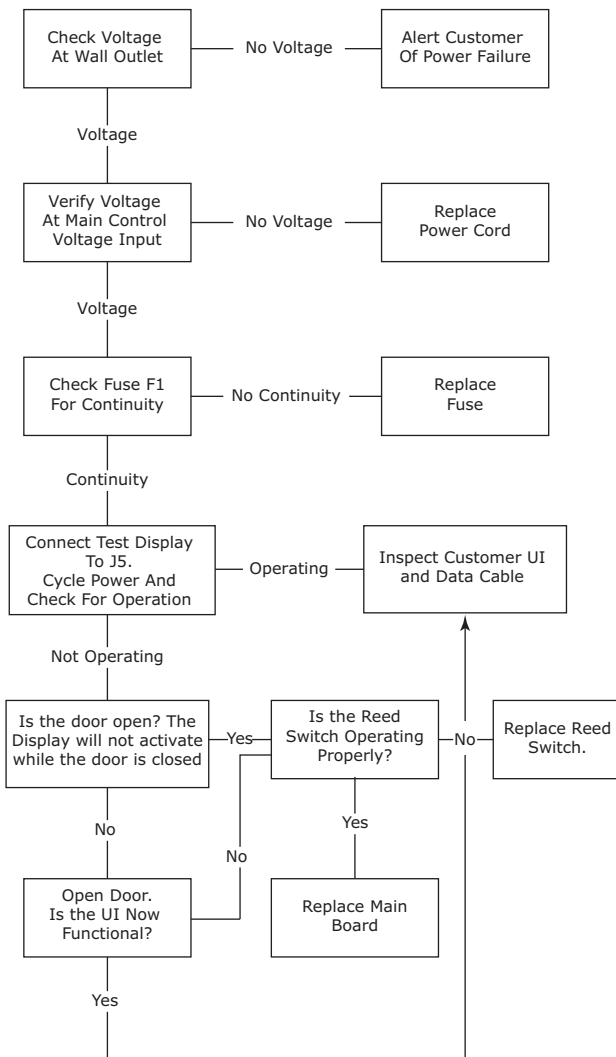 Check Voltage
At Wall Outlet
No Voltage
Alert Customer
Of Power Failure
Voltage
Verify Voltage
At Main Control
Voltage Input
No Voltage
Replace
Power Cord
Voltage
Check Fuse F1
For Continuity
No Continuity
Replace
Fuse
Continuity
Connect Test Display
To J5.
Cycle Power And
Check For Operation
Operating
Inspect Customer UI
and Data Cable
Not Operating
Is the door open? The
Display will not activate
while the door is closed
Yes
Is the Reed
Switch Operating
Properly?
No
Replace Reed
Switch.
No
No
Yes
Open Door.
Is the UI Now
Functional?
Replace Main
Board
Yes